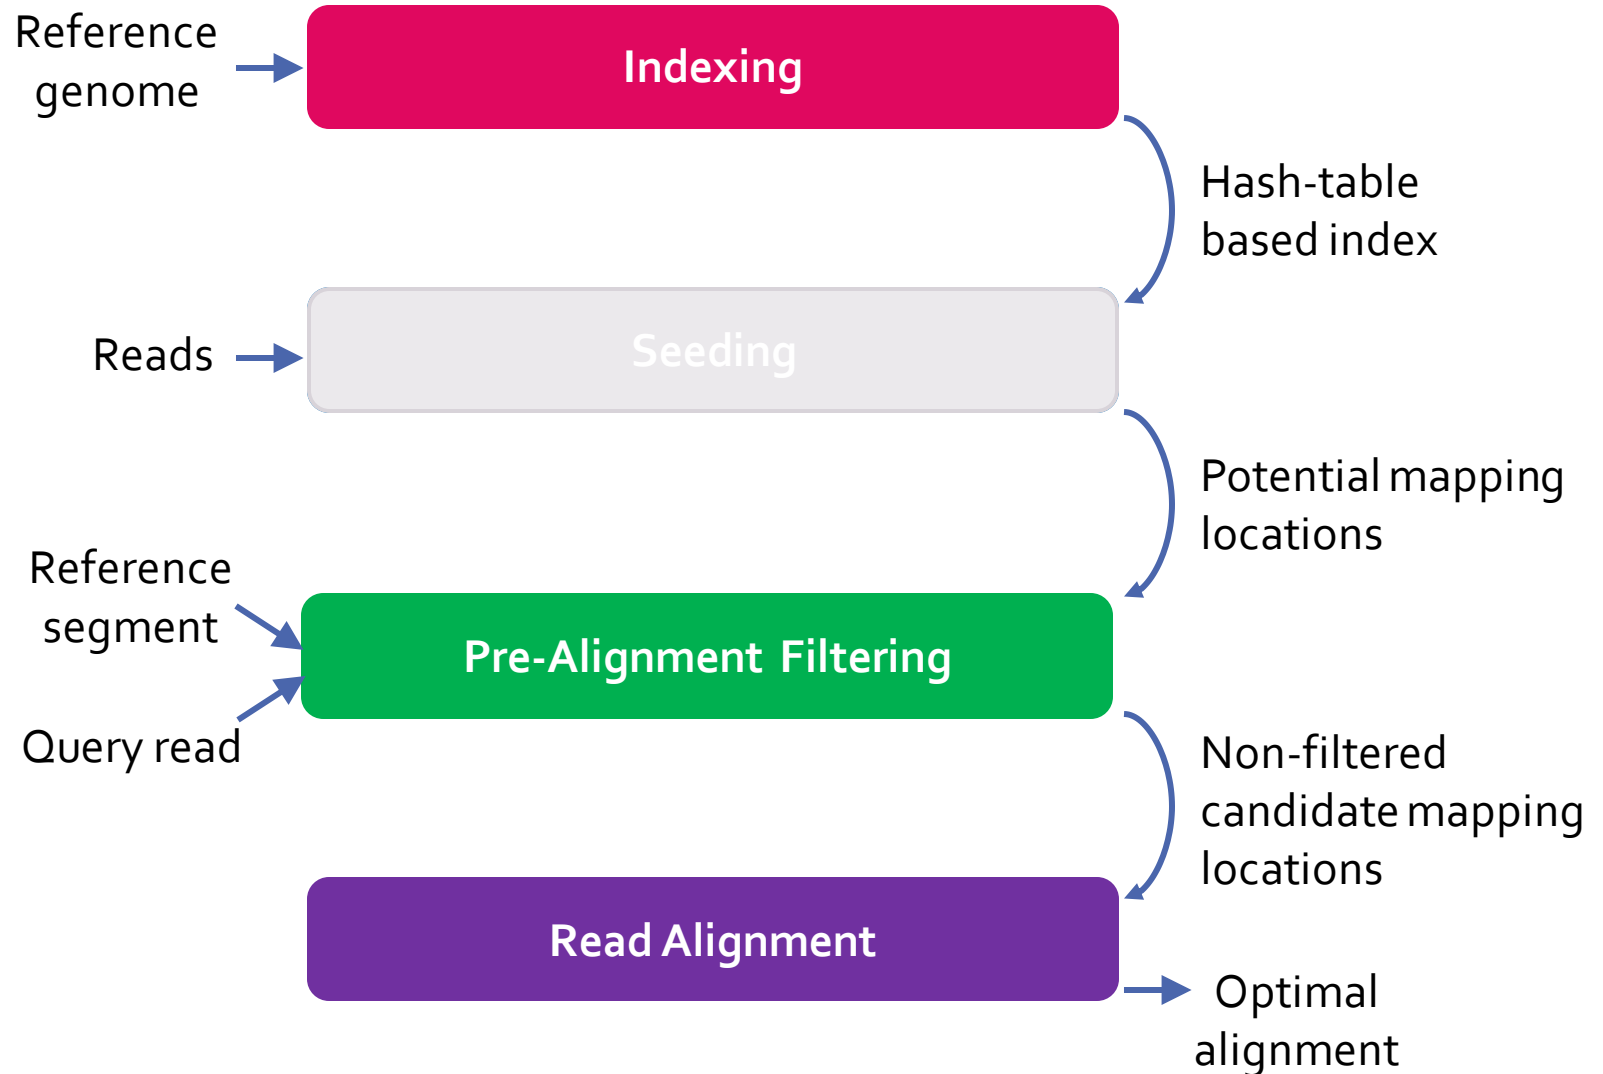 Reference
genome
Indexing
Hash-table
based index
Reads
Seeding
Potential mapping
locations
Reference
segment
Pre-Alignment Filtering
Query read
Non-filtered
candidate mapping
locations
Read Alignment
Optimal
alignment